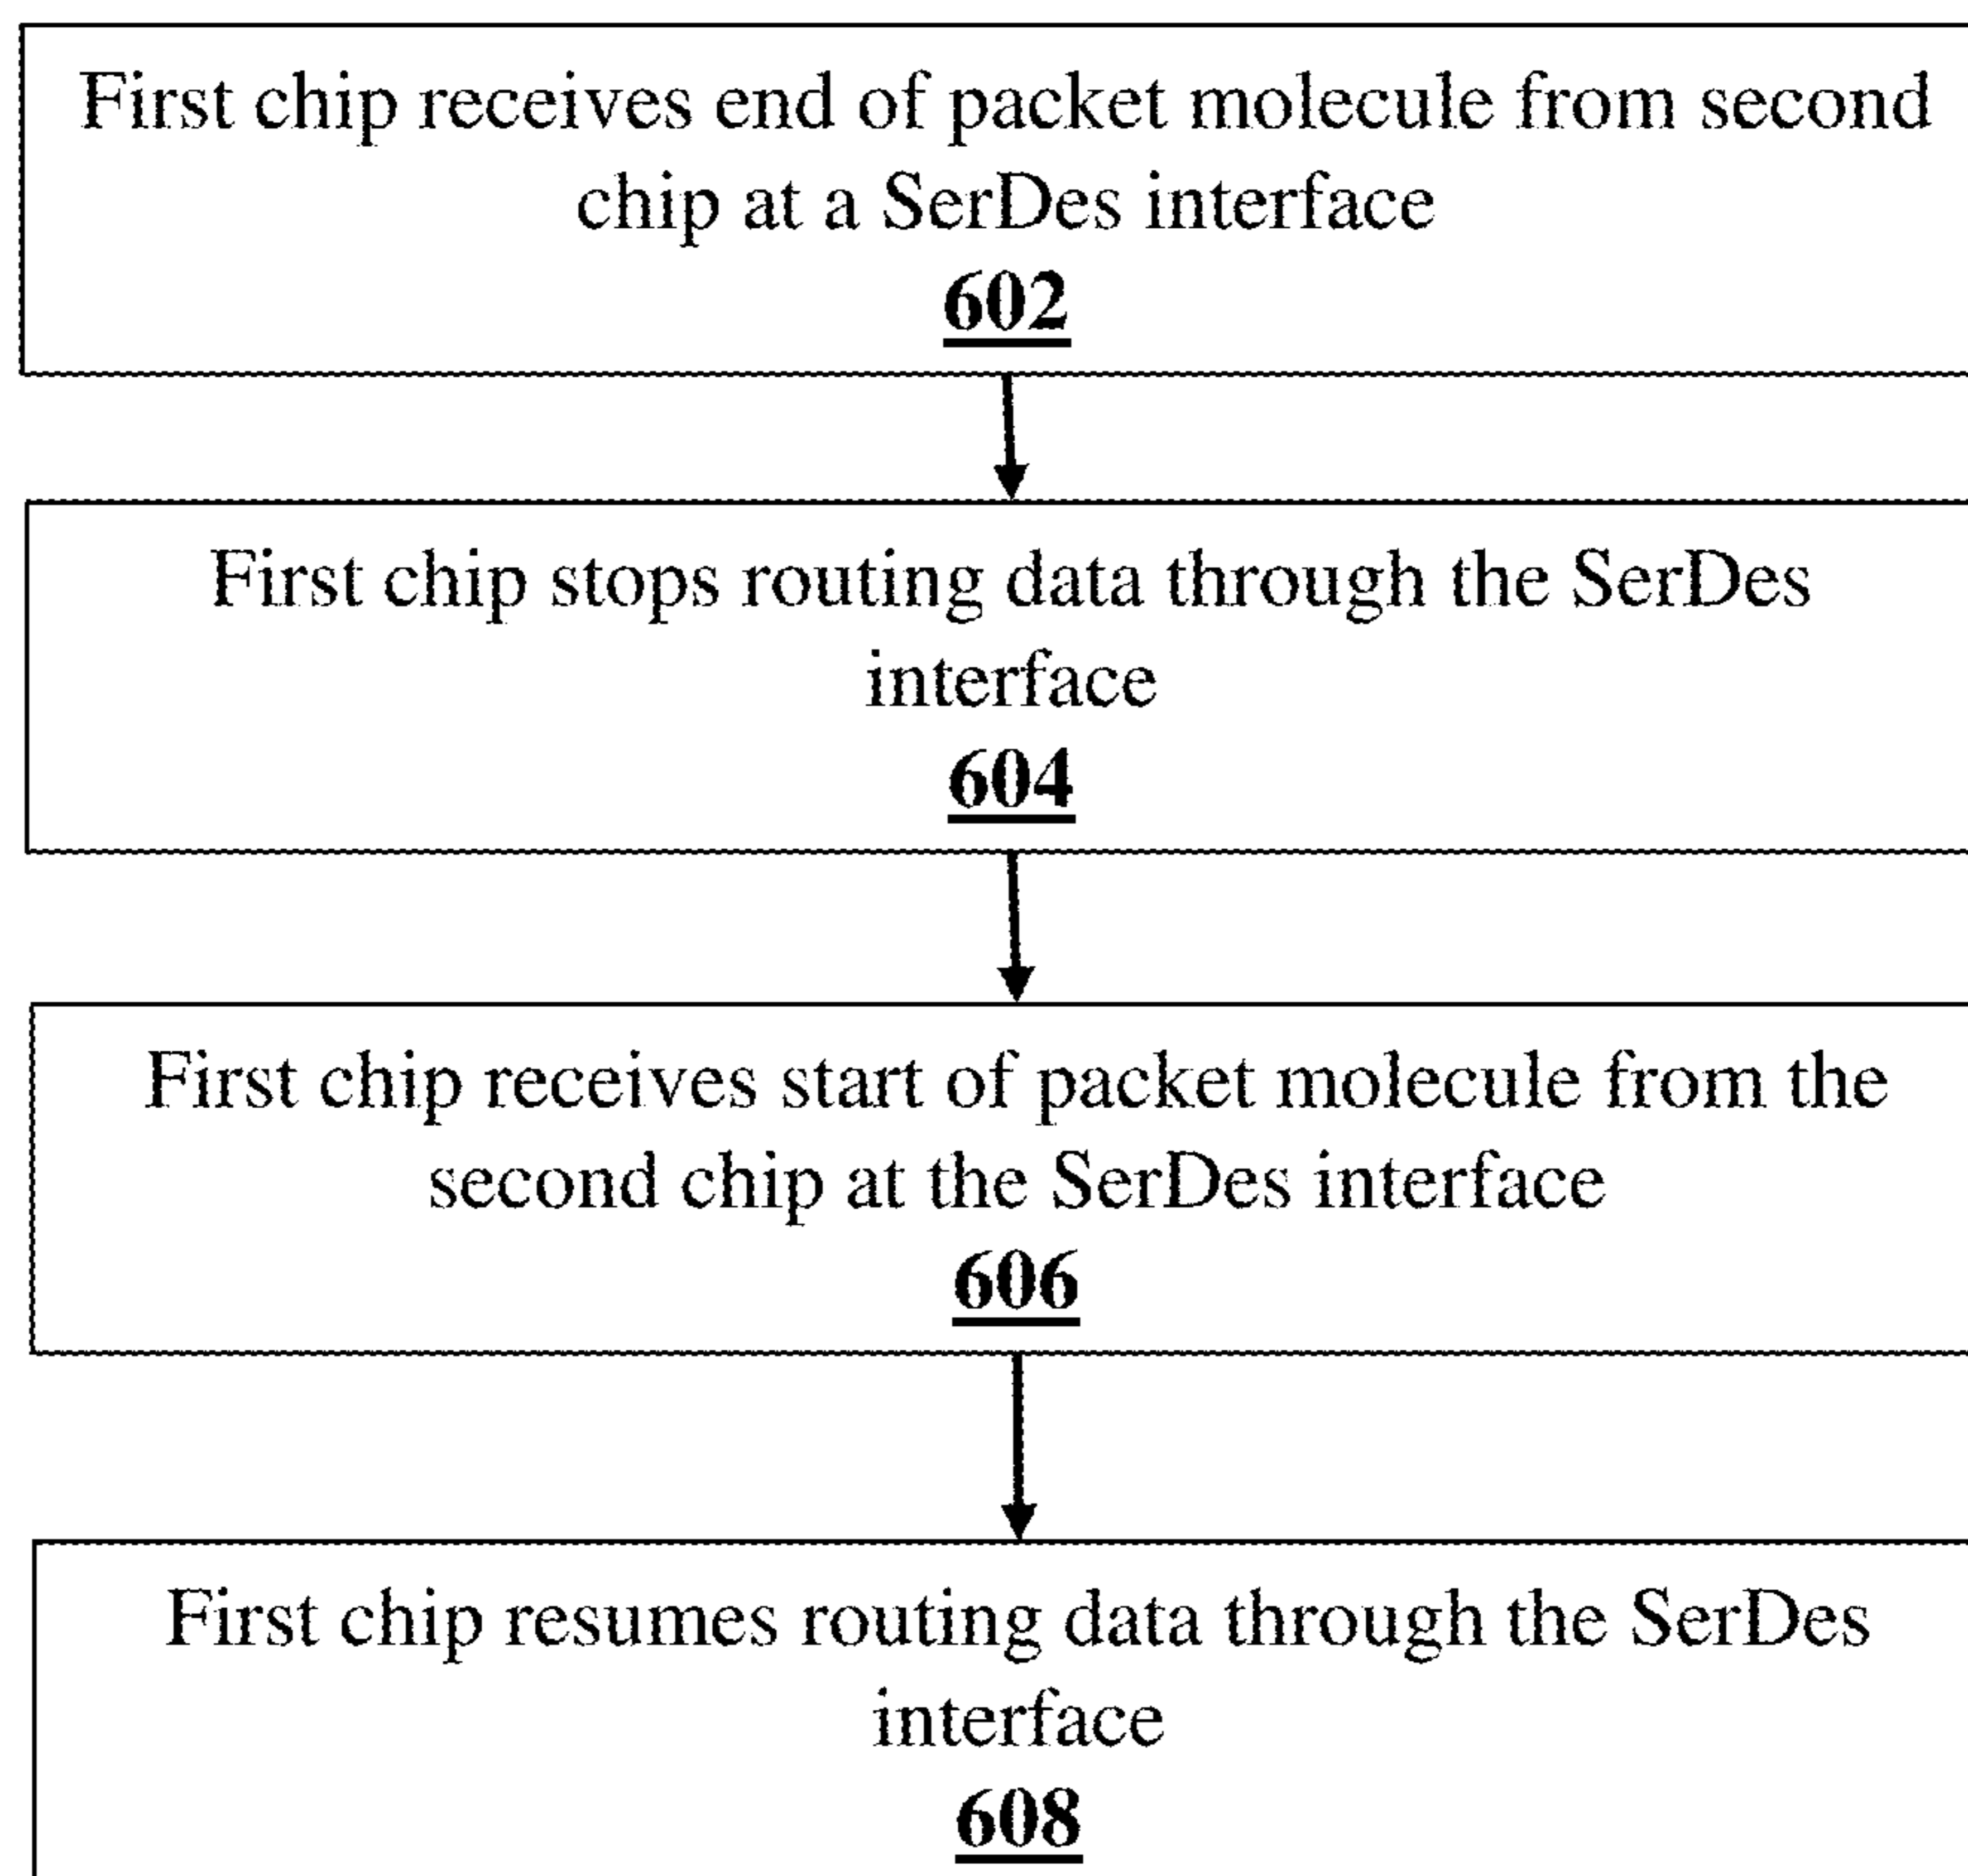 First chip receives end of packet molecule from second
chip at a SerDes interface
602
First chip stops routing data through the SerDes
interface
604
First chip receives start of packet molecule from the
second chip at the SerDes interface
606
First chip resumes routing data through the SerDes
interface
608